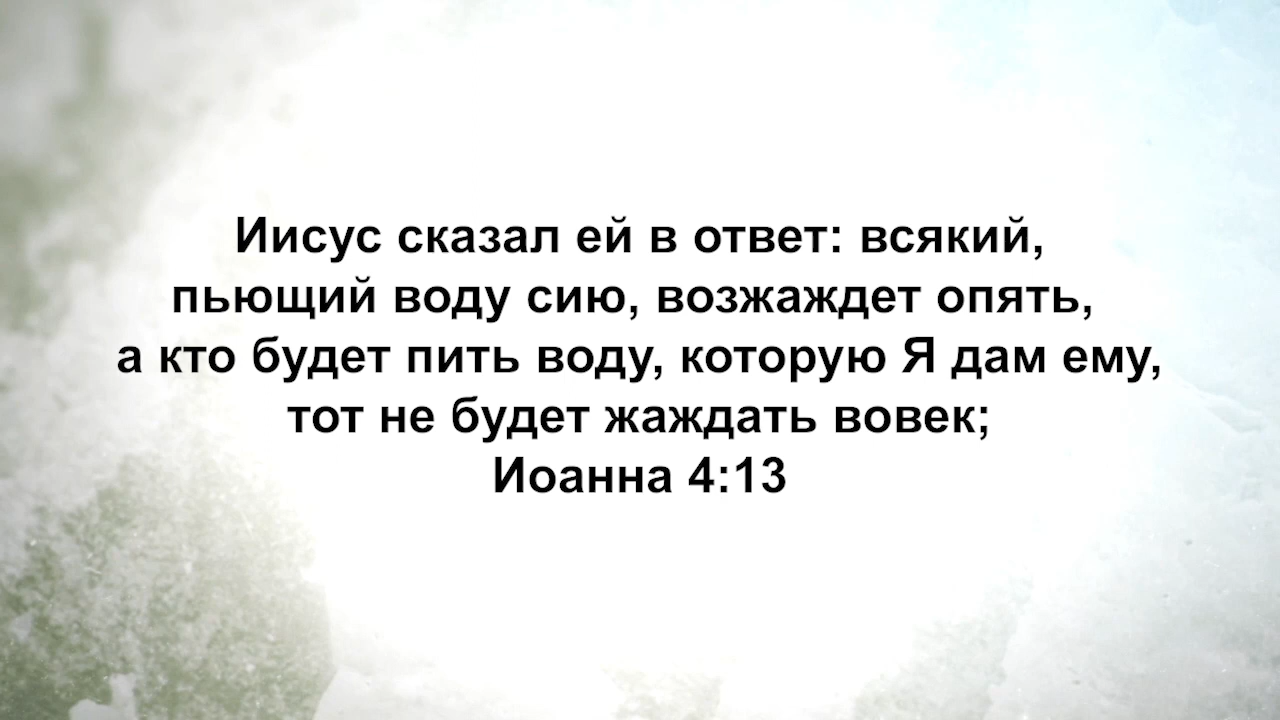 Иисус сказал ей в ответ: всякий,
пьющий воду сию, возжаждет опять,
а кто будет пить воду, которую Я дам ему,
тот не будет жаждать вовек;
Иоанна 4:13